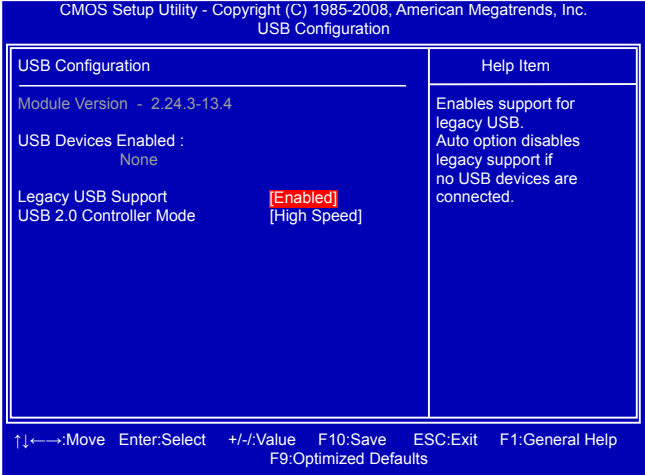 CMOS Setup Utility - Copyright (C) 1985-2008, American Megatrends, Inc.
USB Configuration
USB Configuration
Module Version - 2.24.3-13.4
USB Devices Enabled :
None
Legacy USB Support [Enabled]
USB 2.0 Controller Mode [High Speed]
Help Item
Enables support for
legacy USB.
Auto option disables
legacy support if
no USB devices are
connected.
↑↓←→:Move Enter:Select +/-/:Value F10:Save ESC:Exit F1:General Help
F9:Optimized Defaults